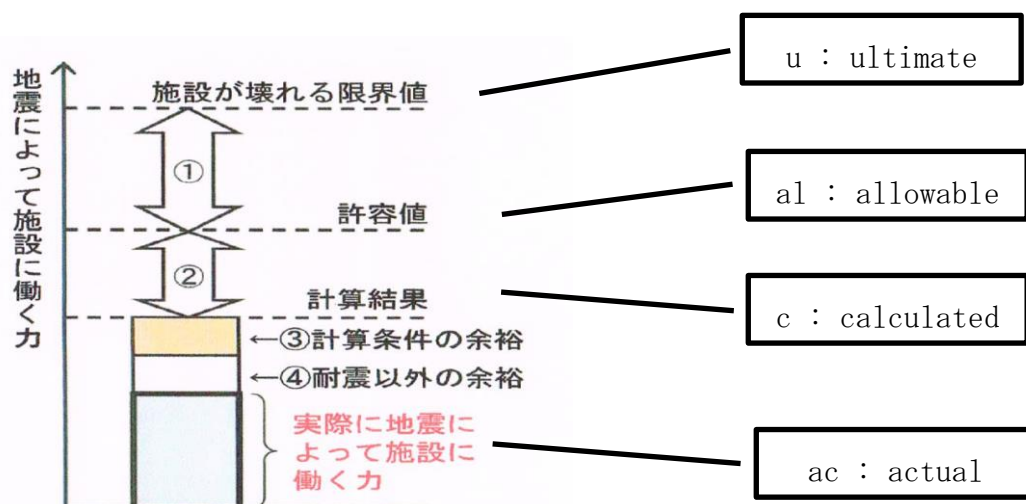 地震によって施設に働く力
施設が壊れる限界値
①
許容値
②
計算結果
←③計算条件の余裕
←④耐震以外の余裕
実際に地震に
よって施設に
働く力
u : ultimate
al : allowable
c : calculated
ac : actual